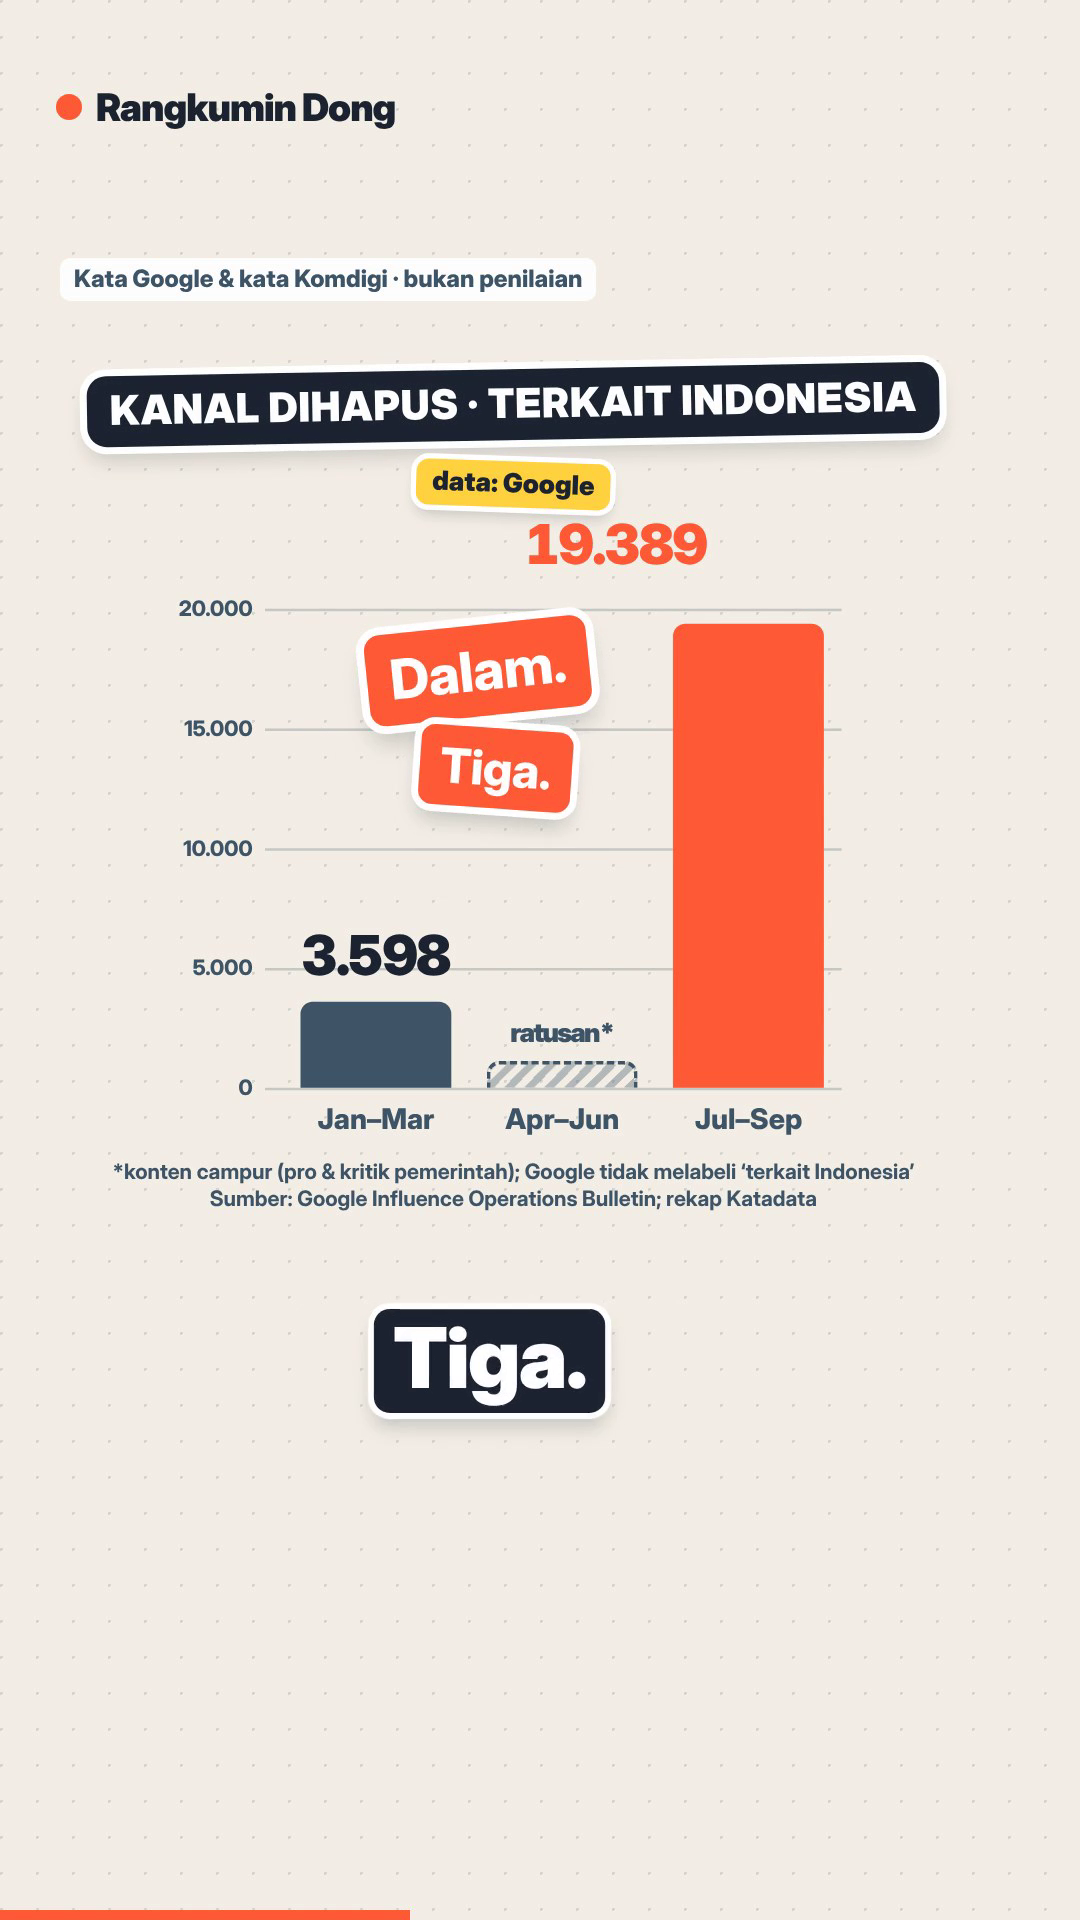 Rangkumin Dong
Kata Google & kata Komdigi · bukan penilaian
KANAL DIHAPUS · TERKAIT INDONESIA
data: Google
19.389
20.000
Dalam.
15.000
Tiga.
10.000
3.598
5.000
ratusan*
0
Jan–Mar Apr–Jun Jul–Sep
*konten campur (pro & kritik pemerintah); Google tidak melabeli ‘terkait Indonesia’
Sumber: Google Influence Operations Bulletin; rekap Katadata
Tiga.